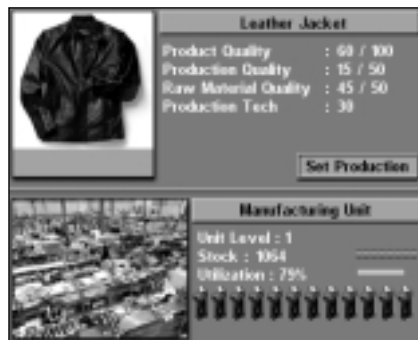 Leather Jacket
Product Quality : 60 / 100
Production Quality : 15 / 50
Raw Material Quality : 45 / 50
Production Tech : 30
Set Production
Manufacturing Unit
Unit Level : 1
Stock : 1064
Utilization : 79%